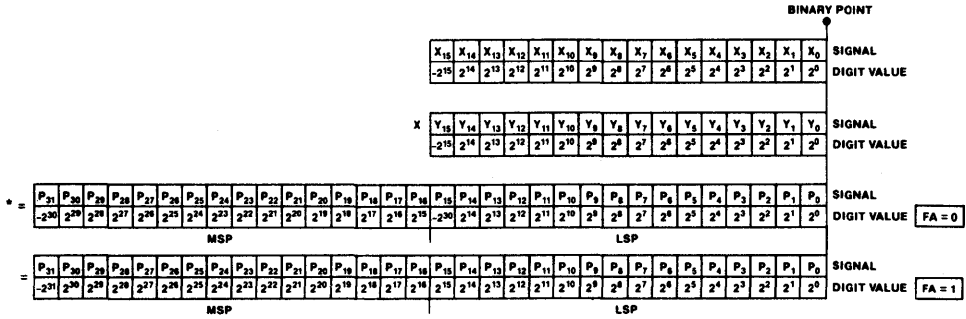 BINARY POINT
X₁₅ X₁₄ X₁₃ X₁₂ X₁₁ X₁₀ X₉ X₈ X₇ X₆ X₅ X₄ X₃ X₂ X₁ X₀ SIGNAL
-2¹⁵ 2¹⁴ 2¹³ 2¹² 2¹¹ 2¹⁰ 2⁹ 2⁸ 2⁷ 2⁶ 2⁵ 2⁴ 2³ 2² 2¹ 2⁰ DIGIT VALUE
X Y₁₅ Y₁₄ Y₁₃ Y₁₂ Y₁₁ Y₁₀ Y₉ Y₈ Y₇ Y₆ Y₅ Y₄ Y₃ Y₂ Y₁ Y₀ SIGNAL
-2¹⁵ 2¹⁴ 2¹³ 2¹² 2¹¹ 2¹⁰ 2⁹ 2⁸ 2⁷ 2⁶ 2⁵ 2⁴ 2³ 2² 2¹ 2⁰ DIGIT VALUE
* = P₃₁ P₃₀ P₂₉ P₂₈ P₂₇ P₂₆ P₂₅ P₂₄ P₂₃ P₂₂ P₂₁ P₂₀ P₁₉ P₁₈ P₁₇ P₁₆ P₁₅ P₁₄ P₁₃ P₁₂ P₁₁ P₁₀ P₉ P₈ P₇ P₆ P₅ P₄ P₃ P₂ P₁ P₀ SIGNAL
-2³⁰ 2²⁹ 2²⁸ 2²⁷ 2²⁶ 2²⁵ 2²⁴ 2²³ 2²² 2²¹ 2²⁰ 2¹⁹ 2¹⁸ 2¹⁷ 2¹⁶ 2¹⁵ -2³⁰ 2¹⁴ 2¹³ 2¹² 2¹¹ 2¹⁰ 2⁹ 2⁸ 2⁷ 2⁶ 2⁵ 2⁴ 2³ 2² 2¹ 2⁰ DIGIT VALUE FA = 0
MSP LSP
= P₃₁ P₃₀ P₂₉ P₂₈ P₂₇ P₂₆ P₂₅ P₂₄ P₂₃ P₂₂ P₂₁ P₂₀ P₁₉ P₁₈ P₁₇ P₁₆ P₁₅ P₁₄ P₁₃ P₁₂ P₁₁ P₁₀ P₉ P₈ P₇ P₆ P₅ P₄ P₃ P₂ P₁ P₀ SIGNAL
-2³¹ 2³⁰ 2²⁹ 2²⁸ 2²⁷ 2²⁶ 2²⁵ 2²⁴ 2²³ 2²² 2²¹ 2²⁰ 2¹⁹ 2¹⁸ 2¹⁷ 2¹⁶ 2¹⁵ 2¹⁴ 2¹³ 2¹² 2¹¹ 2¹⁰ 2⁹ 2⁸ 2⁷ 2⁶ 2⁵ 2⁴ 2³ 2² 2¹ 2⁰ DIGIT VALUE FA = 1
MSP LSP